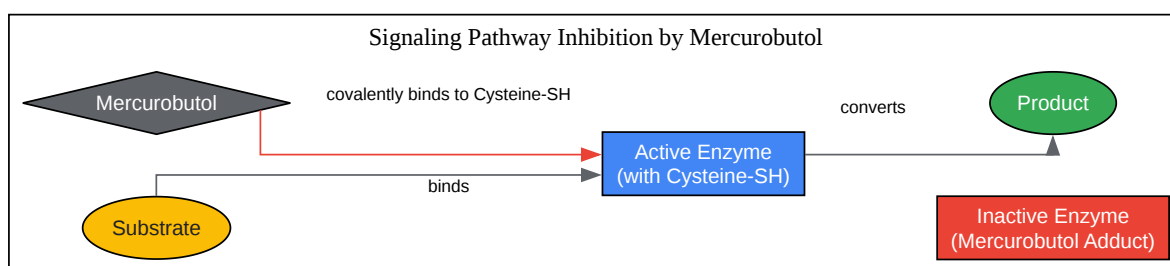 Signaling Pathway Inhibition by Mercurobutol
Mercurobutol
covalently binds to Cysteine-SH
converts
Product
Active Enzyme
(with Cysteine-SH)
binds
Substrate
Inactive Enzyme
(Mercurobutol Adduct)